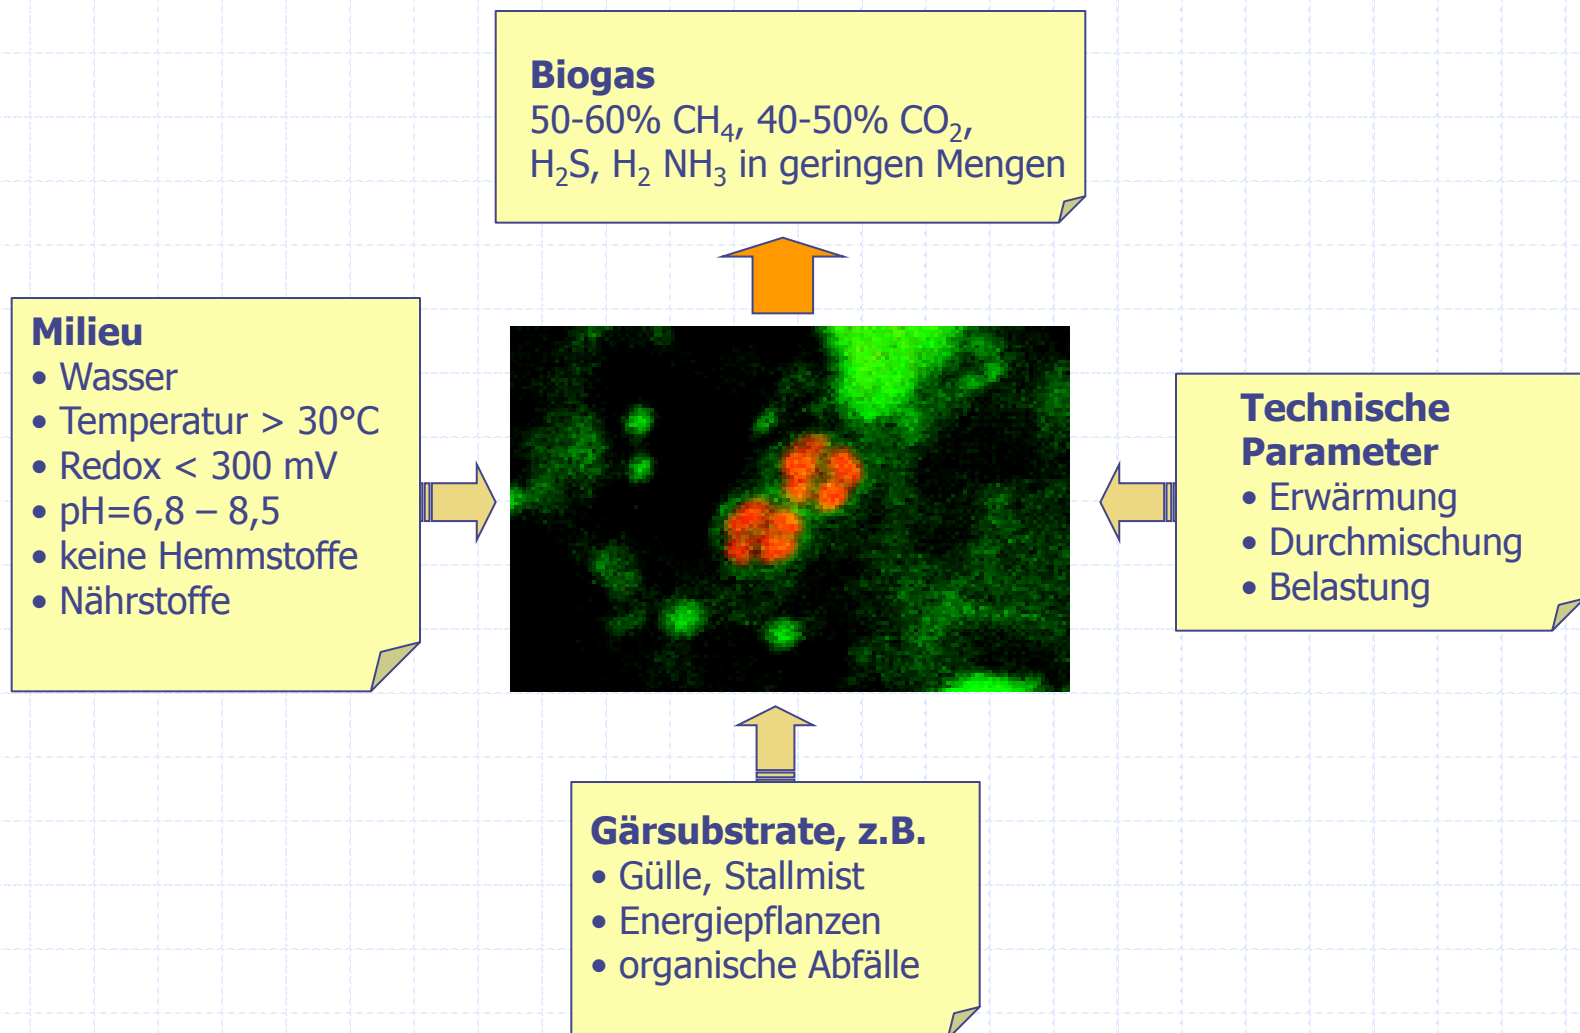 Biogas
50-60% CH₄, 40-50% CO₂,
H₂S, H₂ NH₃ in geringen Mengen
Milieu
• Wasser
• Temperatur > 30°C
• Redox < 300 mV
• pH=6,8 – 8,5
• keine Hemmstoffe
• Nährstoffe
Technische
Parameter
• Erwärmung
• Durchmischung
• Belastung
Gärsubstrate, z.B.
• Gülle, Stallmist
• Energiepflanzen
• organische Abfälle